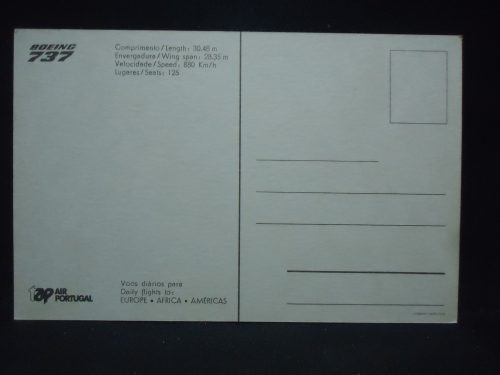 BOEING
737
Comprimento / Length: 30.48 m
Envergadura / Wing span: 28.35 m
Velocidade / Speed: 880 Km/h
Lugares / Seats: 126
tap AIR
PORTUGAL
Voos diários para
Daily flights to:
EUROPE • AFRICA • AMÉRICAS